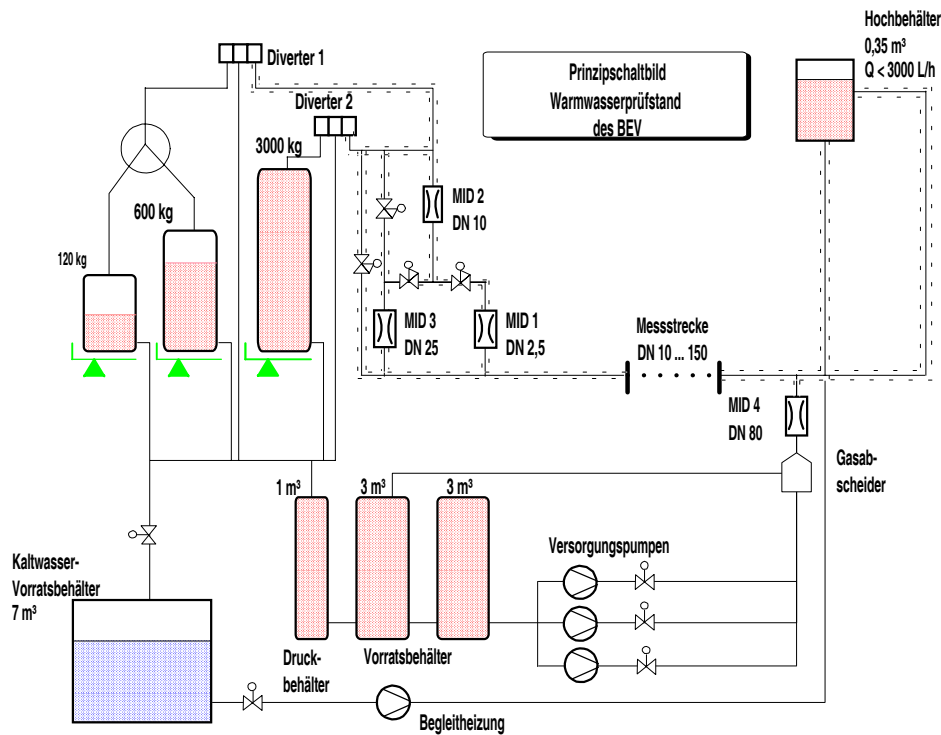 Hochbehälter
0,35 m³
Q < 3000 L/h
Diverter 1
Prinzipschaltbild
Warmwasserprüfstand
des BEV
Diverter 2
3000 kg
MID 2
DN 10
600 kg
120 kg
MID 3
DN 25
MID 1
DN 2,5
Messstrecke
DN 10 ... 150
MID 4
DN 80
Gasab-
scheider
1 m³
3 m³
3 m³
Versorgungspumpen
Kaltwasser-
Vorratsbehälter
7 m³
Druck-
behälter
Vorratsbehälter
Begleitheizung